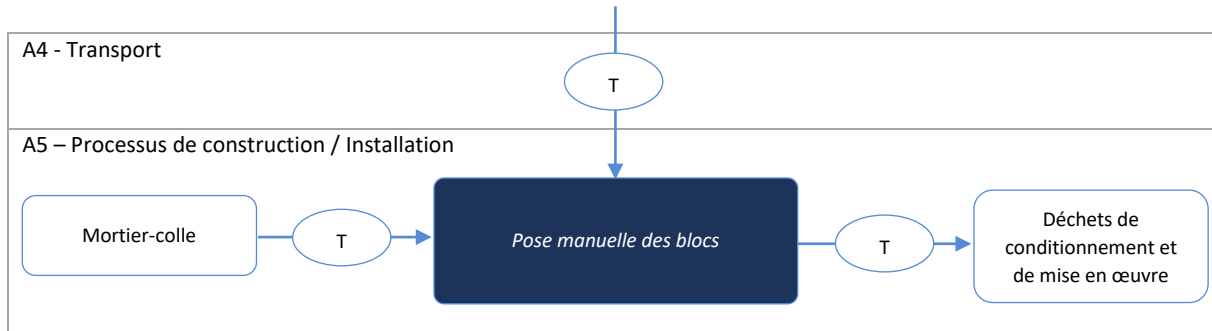 A4 - Transport
T
A5 – Processus de construction / Installation
Mortier-colle
T
Pose manuelle des blocs
T
Déchets de
conditionnement et
de mise en œuvre